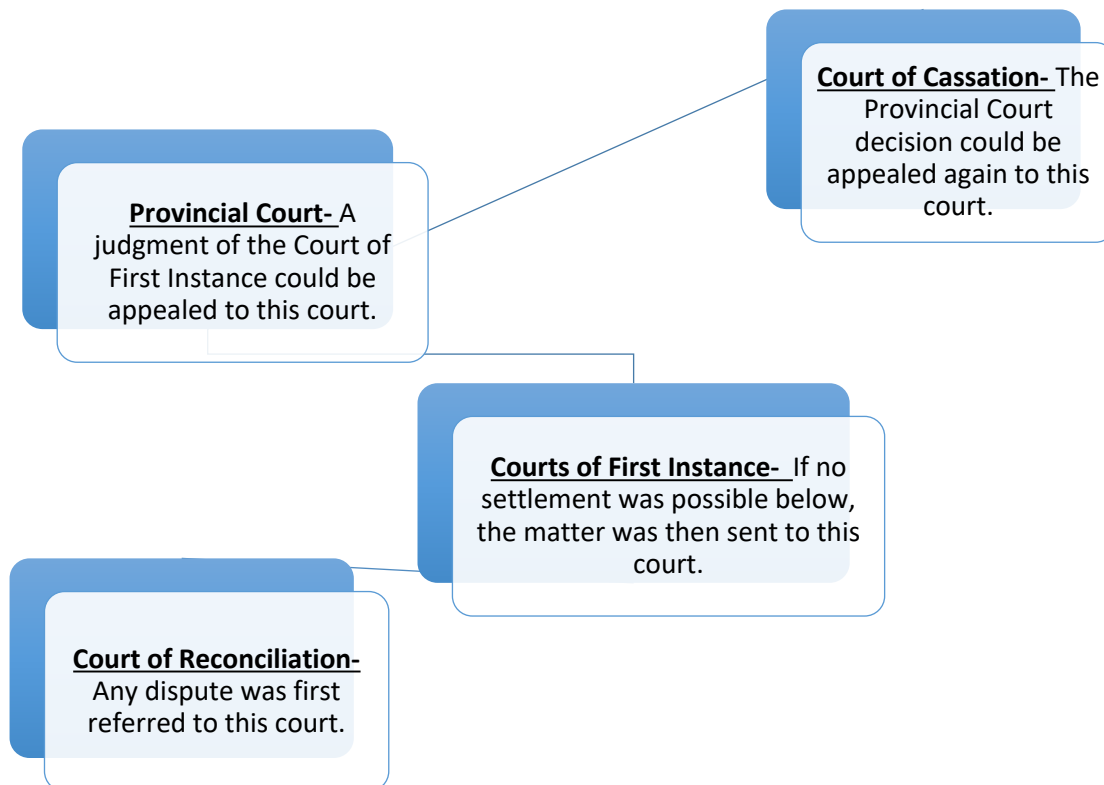 Court of Cassation- The
Provincial Court
decision could be
appealed again to this
court.
Provincial Court- A
judgment of the Court of
First Instance could be
appealed to this court.
Courts of First Instance- If no
settlement was possible below,
the matter was then sent to this
court.
Court of Reconciliation-
Any dispute was first
referred to this court.